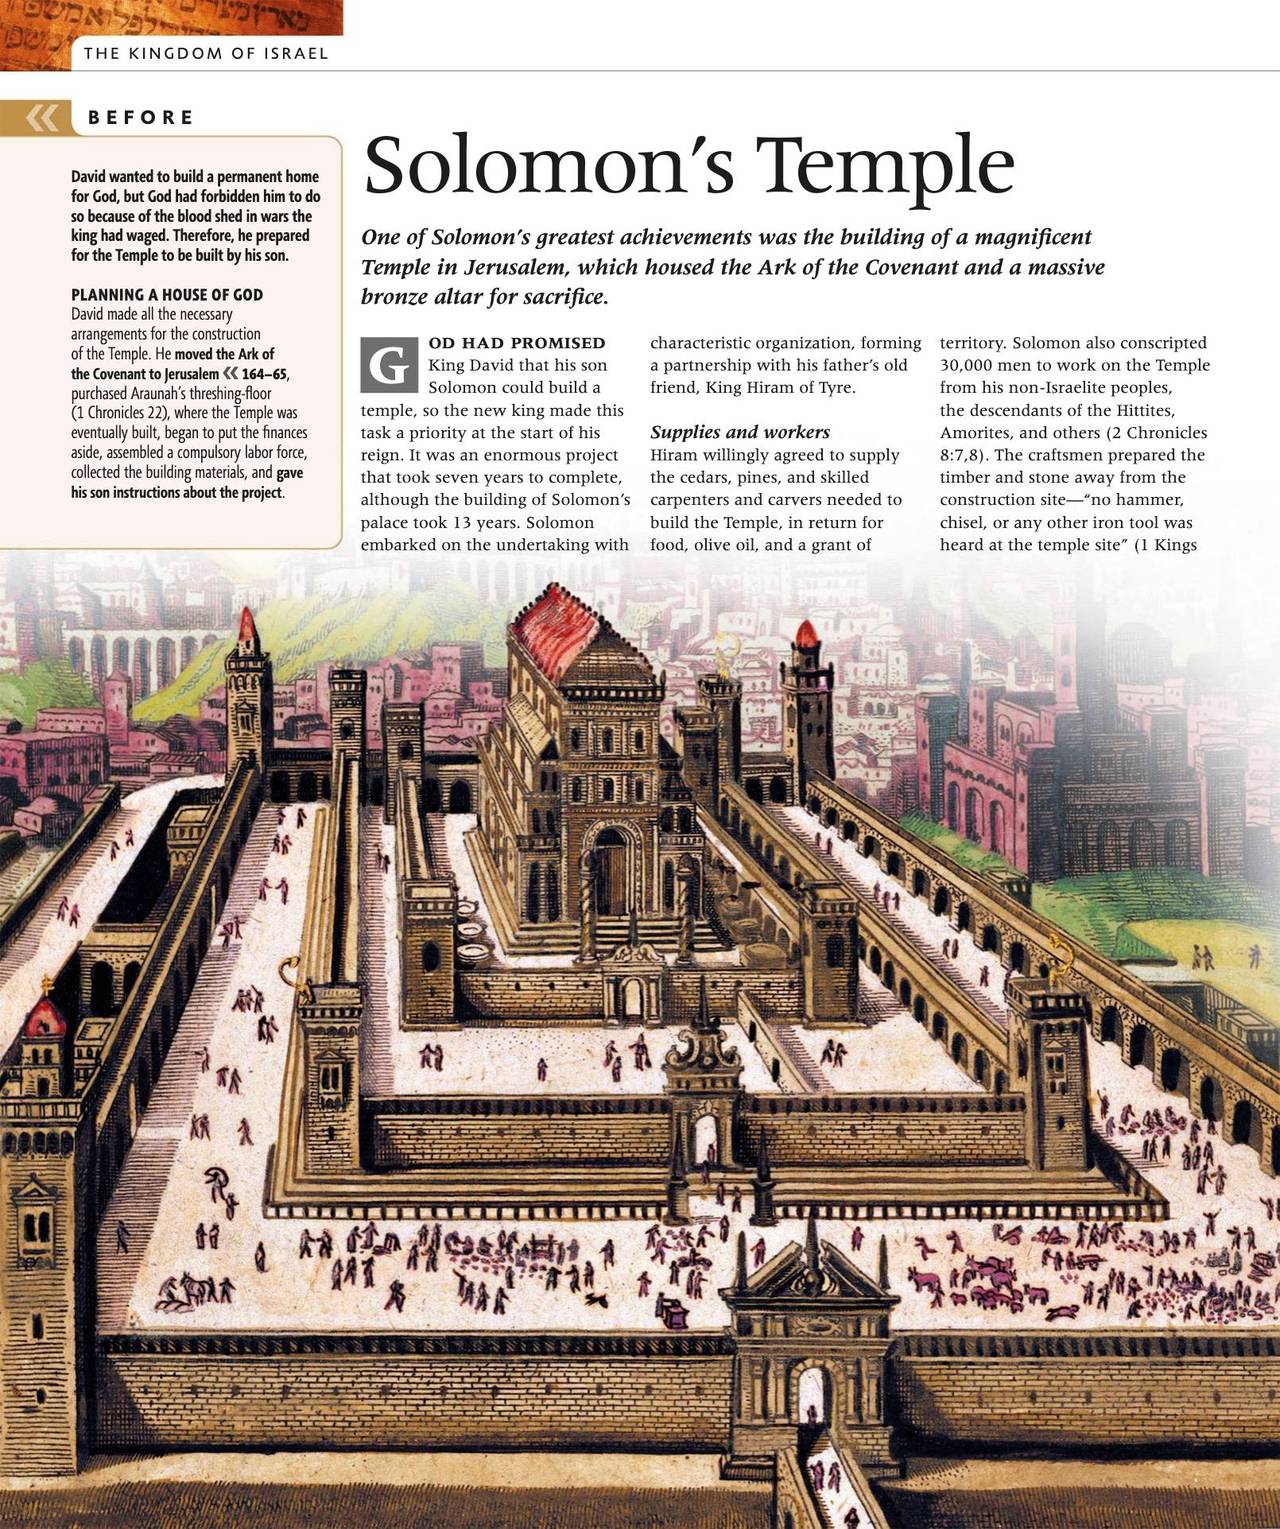 THE KINGDOM OF ISRAEL
BEFORE
David wanted to build a permanent home
for God, but God had forbidden him to do
so because of the blood shed in wars the
king had waged. Therefore, he prepared
for the Temple to be built by his son.
PLANNING A HOUSE OF GOD
David made all the necessary
arrangements for the construction
of the Temple. He moved the Ark of
the Covenant to Jerusalem « 164–65,
purchased Araunah’s threshing-floor
(1 Chronicles 22), where the Temple was
eventually built, began to put the finances
aside, assembled a compulsory labor force,
collected the building materials, and gave
his son instructions about the project.
Solomon’s Temple
One of Solomon’s greatest achievements was the building of a magnificent
Temple in Jerusalem, which housed the Ark of the Covenant and a massive
bronze altar for sacrifice.
GOD HAD PROMISED
King David that his son
Solomon could build a
temple, so the new king made this
task a priority at the start of his
reign. It was an enormous project
that took seven years to complete,
although the building of Solomon’s
palace took 13 years. Solomon
embarked on the undertaking with
characteristic organization, forming
a partnership with his father’s old
friend, King Hiram of Tyre.
Supplies and workers
Hiram willingly agreed to supply
the cedars, pines, and skilled
carpenters and carvers needed to
build the Temple, in return for
food, olive oil, and a grant of
territory. Solomon also conscripted
30,000 men to work on the Temple
from his non-Israelite peoples,
the descendants of the Hittites,
Amorites, and others (2 Chronicles
8:7,8). The craftsmen prepared the
timber and stone away from the
construction site—“no hammer,
chisel, or any other iron tool was
heard at the temple site” (1 Kings